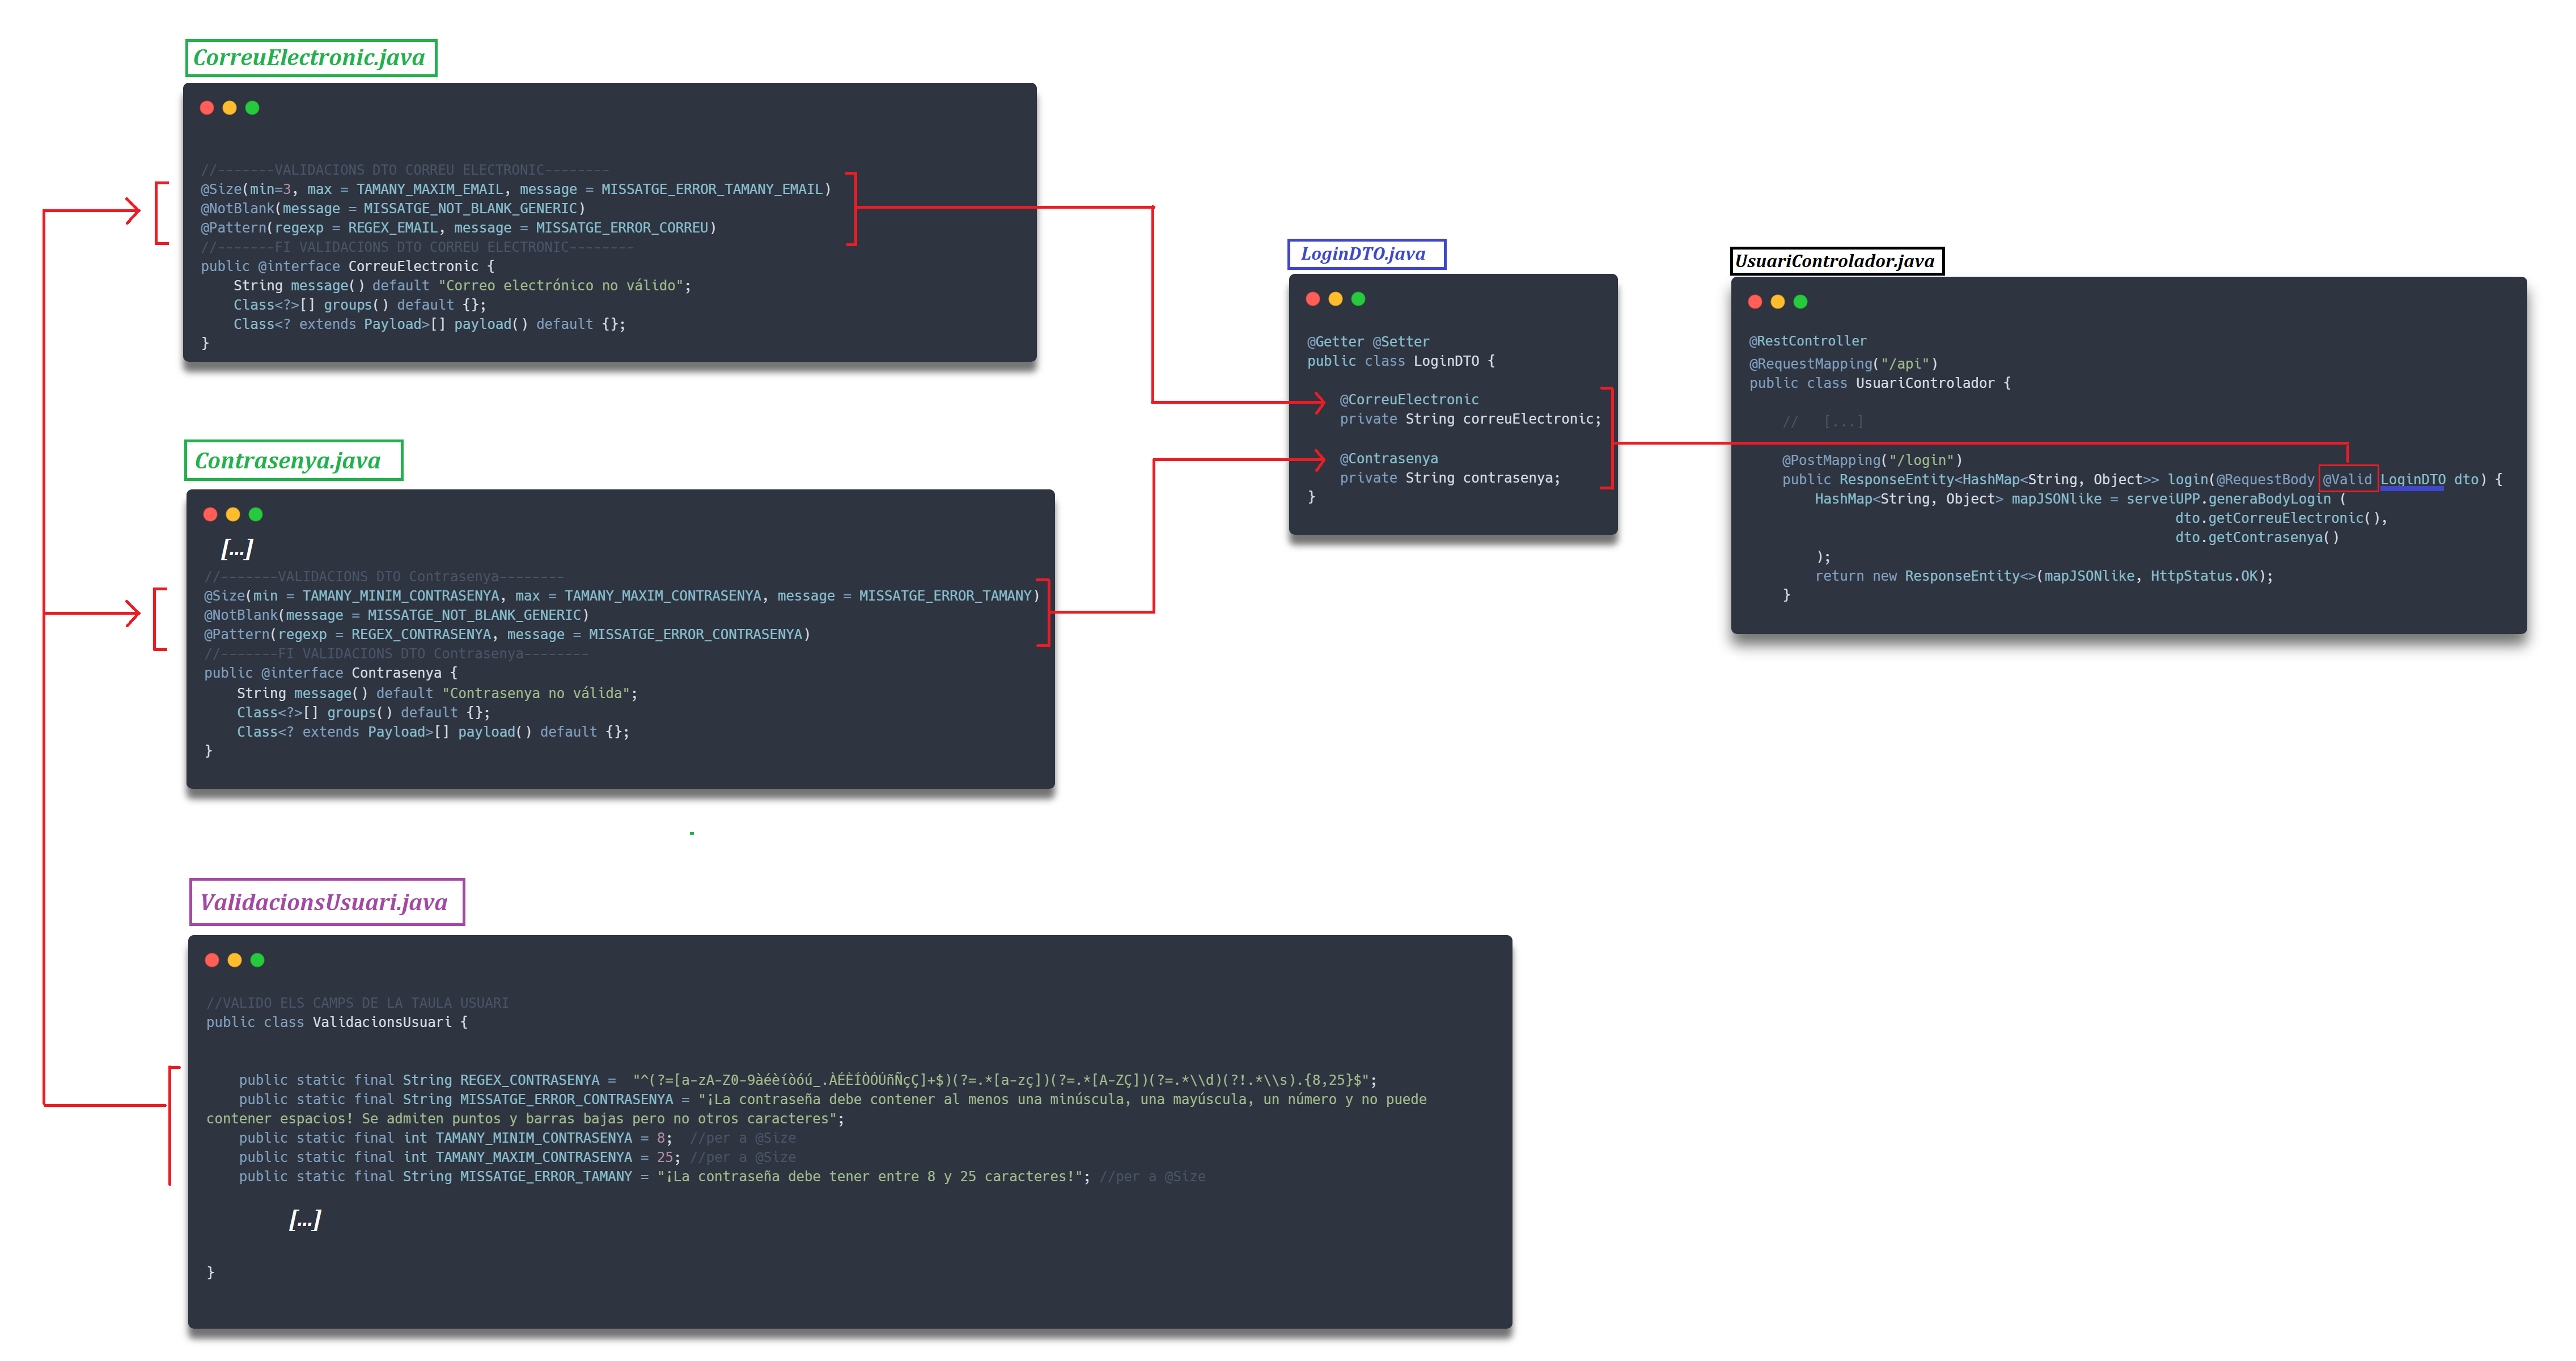 CorreuElectronic.java
//-------VALIDACIONS DTO CORREU ELECTRONIC--------
@Size(min=3, max = TAMANY_MAXIM_EMAIL, message = MISSATGE_ERROR_TAMANY_EMAIL)
@NotBlank(message = MISSATGE_NOT_BLANK_GENERIC)
@Pattern(regexp = REGEX_EMAIL, message = MISSATGE_ERROR_CORREU)
//-------FI VALIDACIONS DTO CORREU ELECTRONIC--------
public @interface CorreuElectronic {
    String message() default "Correo electrónico no válido";
    Class<?>[] groups() default {};
    Class<? extends Payload>[] payload() default {};
}
Contrasenya.java
[...]
//-------VALIDACIONS DTO Contrasenya--------
@Size(min = TAMANY_MINIM_CONTRASENYA, max = TAMANY_MAXIM_CONTRASENYA, message = MISSATGE_ERROR_TAMANY)
@NotBlank(message = MISSATGE_NOT_BLANK_GENERIC)
@Pattern(regexp = REGEX_CONTRASENYA, message = MISSATGE_ERROR_CONTRASENYA)
//-------FI VALIDACIONS DTO Contrasenya--------
public @interface Contrasenya {
    String message() default "Contrasenya no válida";
    Class<?>[] groups() default {};
    Class<? extends Payload>[] payload() default {};
}
LoginDTO.java
@Getter @Setter
public class LoginDTO {
    @CorreuElectronic
    private String correuElectronic;
    @Contrasenya
    private String contrasenya;
}
UsuariControlador.java
@RestController
@RequestMapping("/api")
public class UsuariControlador {
    //   [...]
    @PostMapping("/login")
    public ResponseEntity<HashMap<String, Object>> login(@RequestBody @Valid LoginDTO dto) {
        HashMap<String, Object> mapJSONlike = serveiUPP.generaBodyLogin (
                dto.getCorreuElectronic(),
                dto.getContrasenya()
        );
        return new ResponseEntity<>(mapJSONlike, HttpStatus.OK);
    }
ValidacionsUsuari.java
//VALIDO ELS CAMPS DE LA TAULA USUARI
public class ValidacionsUsuari {
    public static final String REGEX_CONTRASENYA =  "^(?=[a-zA-Z0-9àéèíòóú_.ÀÉÈÍÒÓÚñÑçÇ]+$)(?=.*[a-zç])(?=.*[A-ZÇ])(?=.*\\d)(?!.*\\s).{8,25}$";
    public static final String MISSATGE_ERROR_CONTRASENYA = "¡La contraseña debe contener al menos una minúscula, una mayúscula, un número y no puede
contener espacios! Se admiten puntos y barras bajas pero no otros caracteres";
    public static final int TAMANY_MINIM_CONTRASENYA = 8;  //per a @Size
    public static final int TAMANY_MAXIM_CONTRASENYA = 25; //per a @Size
    public static final String MISSATGE_ERROR_TAMANY = "¡La contraseña debe tener entre 8 y 25 caracteres!"; //per a @Size
[...]
}